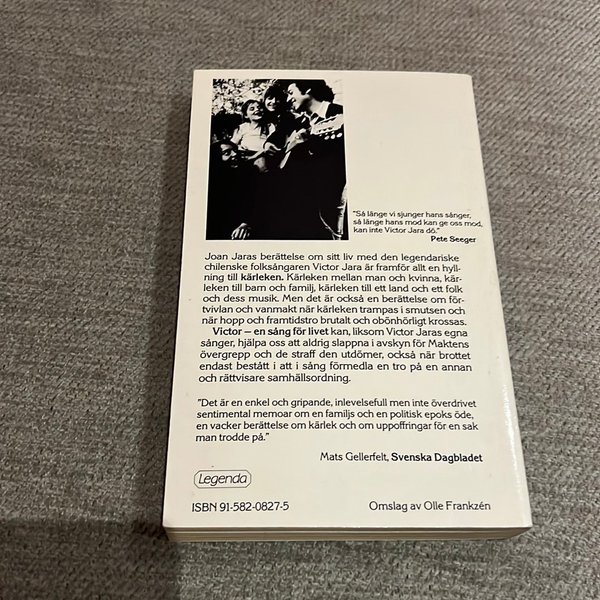 "Så länge vi sjunger hans sånger,
så länge hans mod kan ge oss mod,
kan inte Victor Jara dö."
Pete Seeger
Joan Jaras berättelse om sitt liv med den legendariske
chilenske folksångaren Victor Jara är framför allt en hyll-
ning till kärleken. Kärleken mellan man och kvinna, kär-
leken till barn och familj, kärleken till ett land och ett folk
och dess musik. Men det är också en berättelse om för-
tvivlan och vanmakt när kärleken trampas i smutsen och
när hopp och framtidstro brutalt och obönhörligt krossas.
Victor – en sång för livet kan, liksom Victor Jaras egna
sånger, hjälpa oss att aldrig slappna i avskyn för Maktens
övergrepp och de straff den utdömer, också när brottet
endast bestått i att i sång förmedla en tro på en annan
och rättvisare samhällsordning.
"Det är en enkel och gripande, inlevelsefull men inte överdrivet
sentimental memoar om en familjs och en politisk epoks öde,
en vacker berättelse om kärlek och om uppoffringar för en sak
man trodde på."
Mats Gellerfelt, Svenska Dagbladet
Legenda
ISBN 91-582-0827-5
Omslag av Olle Frankzén